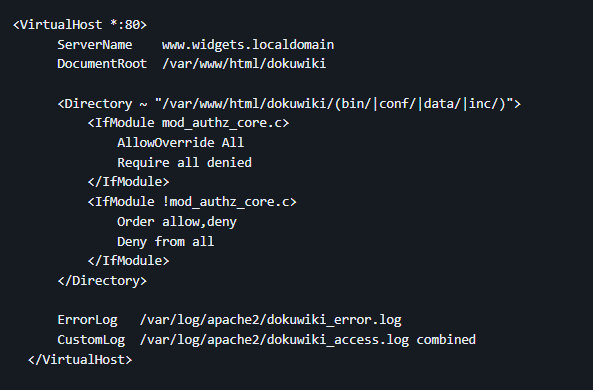 <VirtualHost *:80>
ServerName www.widgets.localdomain
DocumentRoot /var/www/html/dokuwiki
<Directory ~ "/var/www/html/dokuwiki/(bin/|conf/|data/|inc/)">
<IfModule mod_authz_core.c>
AllowOverride All
Require all denied
</IfModule>
<IfModule !mod_authz_core.c>
Order allow,deny
Deny from all
</IfModule>
</Directory>
ErrorLog /var/log/apache2/dokuwiki_error.log
CustomLog /var/log/apache2/dokuwiki_access.log combined
</VirtualHost>